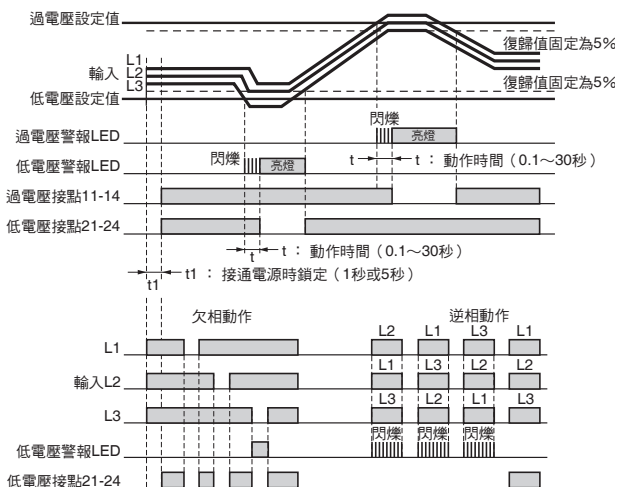 過電壓設定值
復歸值固定為5%
L1
輸入 L2
L3
復歸值固定為5%
低電壓設定值
閃爍
過電壓警報LED
亮燈
閃爍
t
t : 動作時間(0.1～30秒)
低電壓警報LED
亮燈
過電壓接點11-14
低電壓接點21-24
t : 動作時間(0.1～30秒)
t
t1 : 接通電源時鎖定(1秒或5秒)
t1
欠相動作
逆相動作
L2 L1 L3 L1
L1
L1 L3 L2 L2
輸入L2
L3 L2 L1 L3
L3
閃爍 閃爍 閃爍
低電壓警報LED
低電壓接點21-24